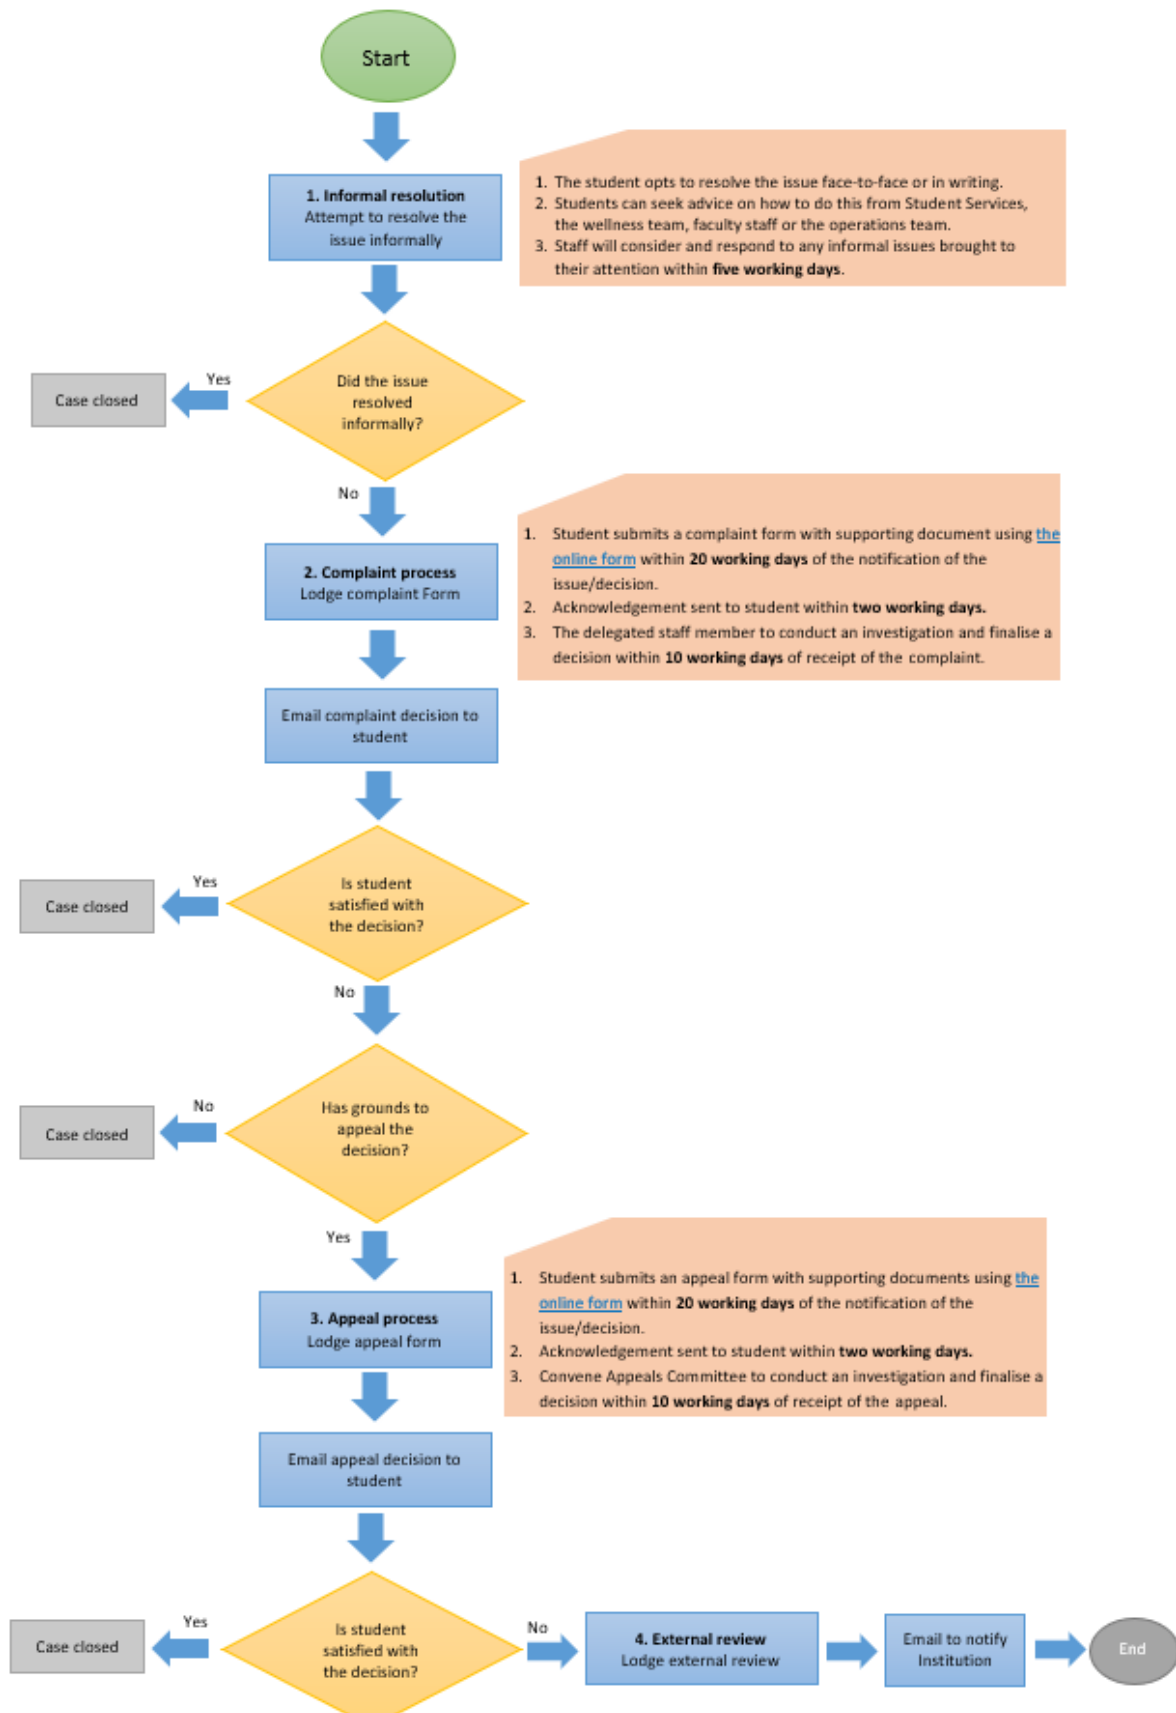 Start
1. Informal resolution
Attempt to resolve the
issue informally
1. The student opts to resolve the issue face-to-face or in writing.
2. Students can seek advice on how to do this from Student Services,
the wellness team, faculty staff or the operations team.
3. Staff will consider and respond to any informal issues brought to
their attention within five working days.
Did the issue
resolved
informally?
Yes
Case closed
No
2. Complaint process
Lodge complaint Form
1. Student submits a complaint form with supporting document using the
online form within 20 working days of the notification of the
issue/decision.
2. Acknowledgement sent to student within two working days.
3. The delegated staff member to conduct an investigation and finalise a
decision within 10 working days of receipt of the complaint.
Email complaint decision to
student
Is student
satisfied with
the decision?
Yes
Case closed
No
Has grounds to
appeal the
decision?
No
Case closed
Yes
3. Appeal process
Lodge appeal form
1. Student submits an appeal form with supporting documents using the
online form within 20 working days of the notification of the
issue/decision.
2. Acknowledgement sent to student within two working days.
3. Convene Appeals Committee to conduct an investigation and finalise a
decision within 10 working days of receipt of the appeal.
Email appeal decision to
student
Is student
satisfied with
the decision?
Yes
Case closed
No
4. External review
Lodge external review
Email to notify
Institution
End